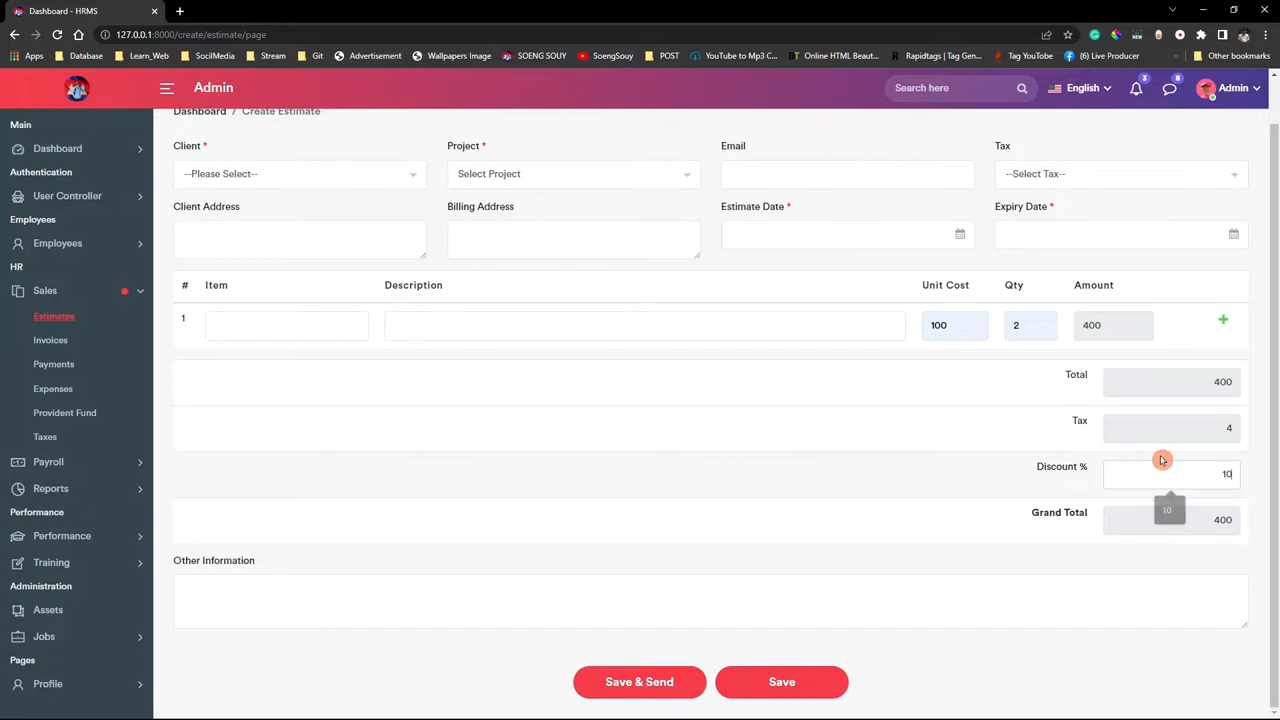 Dashboard - HRMS
127.0.0.1:8000/create/estimate/page
Apps
Database
Learn_Web
SocilMedia
Stream
Git
Advertisement
Wallpapers Image
SOENG SUOY
SoengSouy
POST
YouTube to Mp3 C...
Online HTML Beaut...
Rapidtags | Tag Gen...
Tag YouTube
(F) Live Producer
Other bookmarks
Admin
Search here
English
3
8
Admin
Main
Dashboard
Authentication
User Controller
Employees
Employees
HR
Sales
Estimates
Invoices
Payments
Expenses
Provident Fund
Taxes
Payroll
Reports
Performance
Performance
Training
Administration
Assets
Jobs
Pages
Profile
Dashboard / Create Estimate
Client *
Project *
Email
Tax
--Please Select--
Select Project
--Select Tax--
Client Address
Billing Address
Estimate Date *
Expiry Date *
# Item Description Unit Cost Qty Amount
1 100 2 400
Total 400
Tax 4
Discount % 10
10
Grand Total 400
Other Information
Save & Send
Save